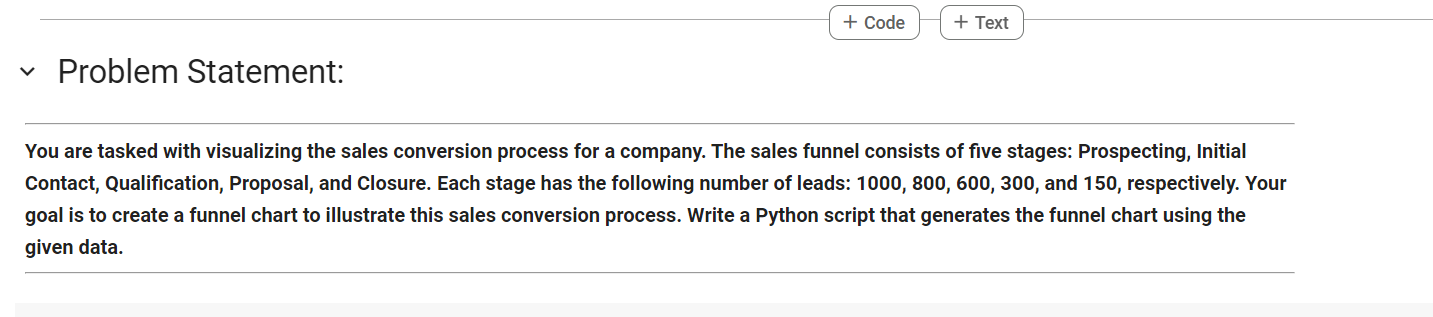 + Code + Text
Problem Statement:
You are tasked with visualizing the sales conversion process for a company. The sales funnel consists of five stages: Prospecting, Initial
Contact, Qualification, Proposal, and Closure. Each stage has the following number of leads: 1000, 800, 600, 300, and 150, respectively. Your
goal is to create a funnel chart to illustrate this sales conversion process. Write a Python script that generates the funnel chart using the
given data.